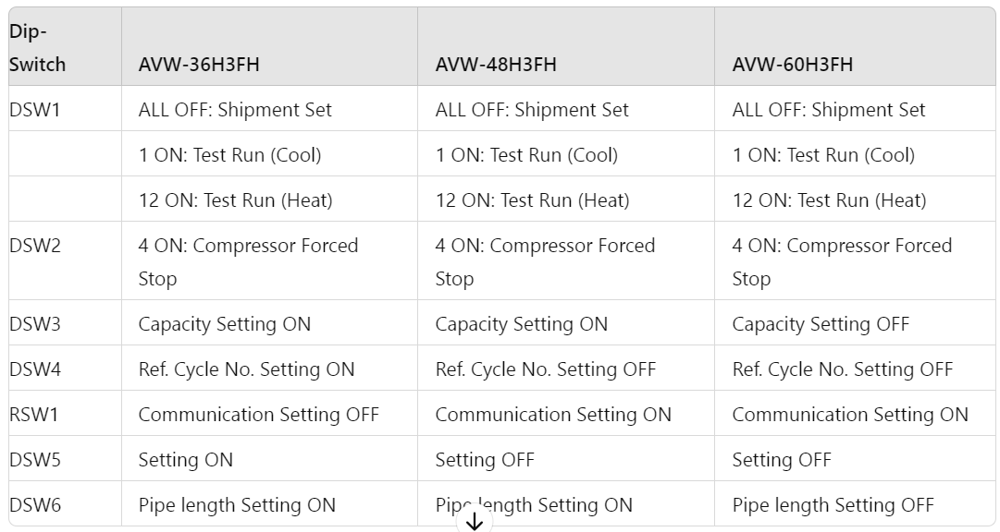 Dip-
Switch AVW-36H3FH AVW-48H3FH AVW-60H3FH
DSW1 ALL OFF: Shipment Set ALL OFF: Shipment Set ALL OFF: Shipment Set
1 ON: Test Run (Cool) 1 ON: Test Run (Cool) 1 ON: Test Run (Cool)
12 ON: Test Run (Heat) 12 ON: Test Run (Heat) 12 ON: Test Run (Heat)
DSW2 4 ON: Compressor Forced 4 ON: Compressor Forced 4 ON: Compressor Forced
Stop Stop Stop
DSW3 Capacity Setting ON Capacity Setting ON Capacity Setting OFF
DSW4 Ref. Cycle No. Setting ON Ref. Cycle No. Setting OFF Ref. Cycle No. Setting OFF
RSW1 Communication Setting OFF Communication Setting ON Communication Setting ON
DSW5 Setting ON Setting OFF Setting OFF
DSW6 Pipe length Setting ON Pipe length Setting ON Pipe length Setting OFF